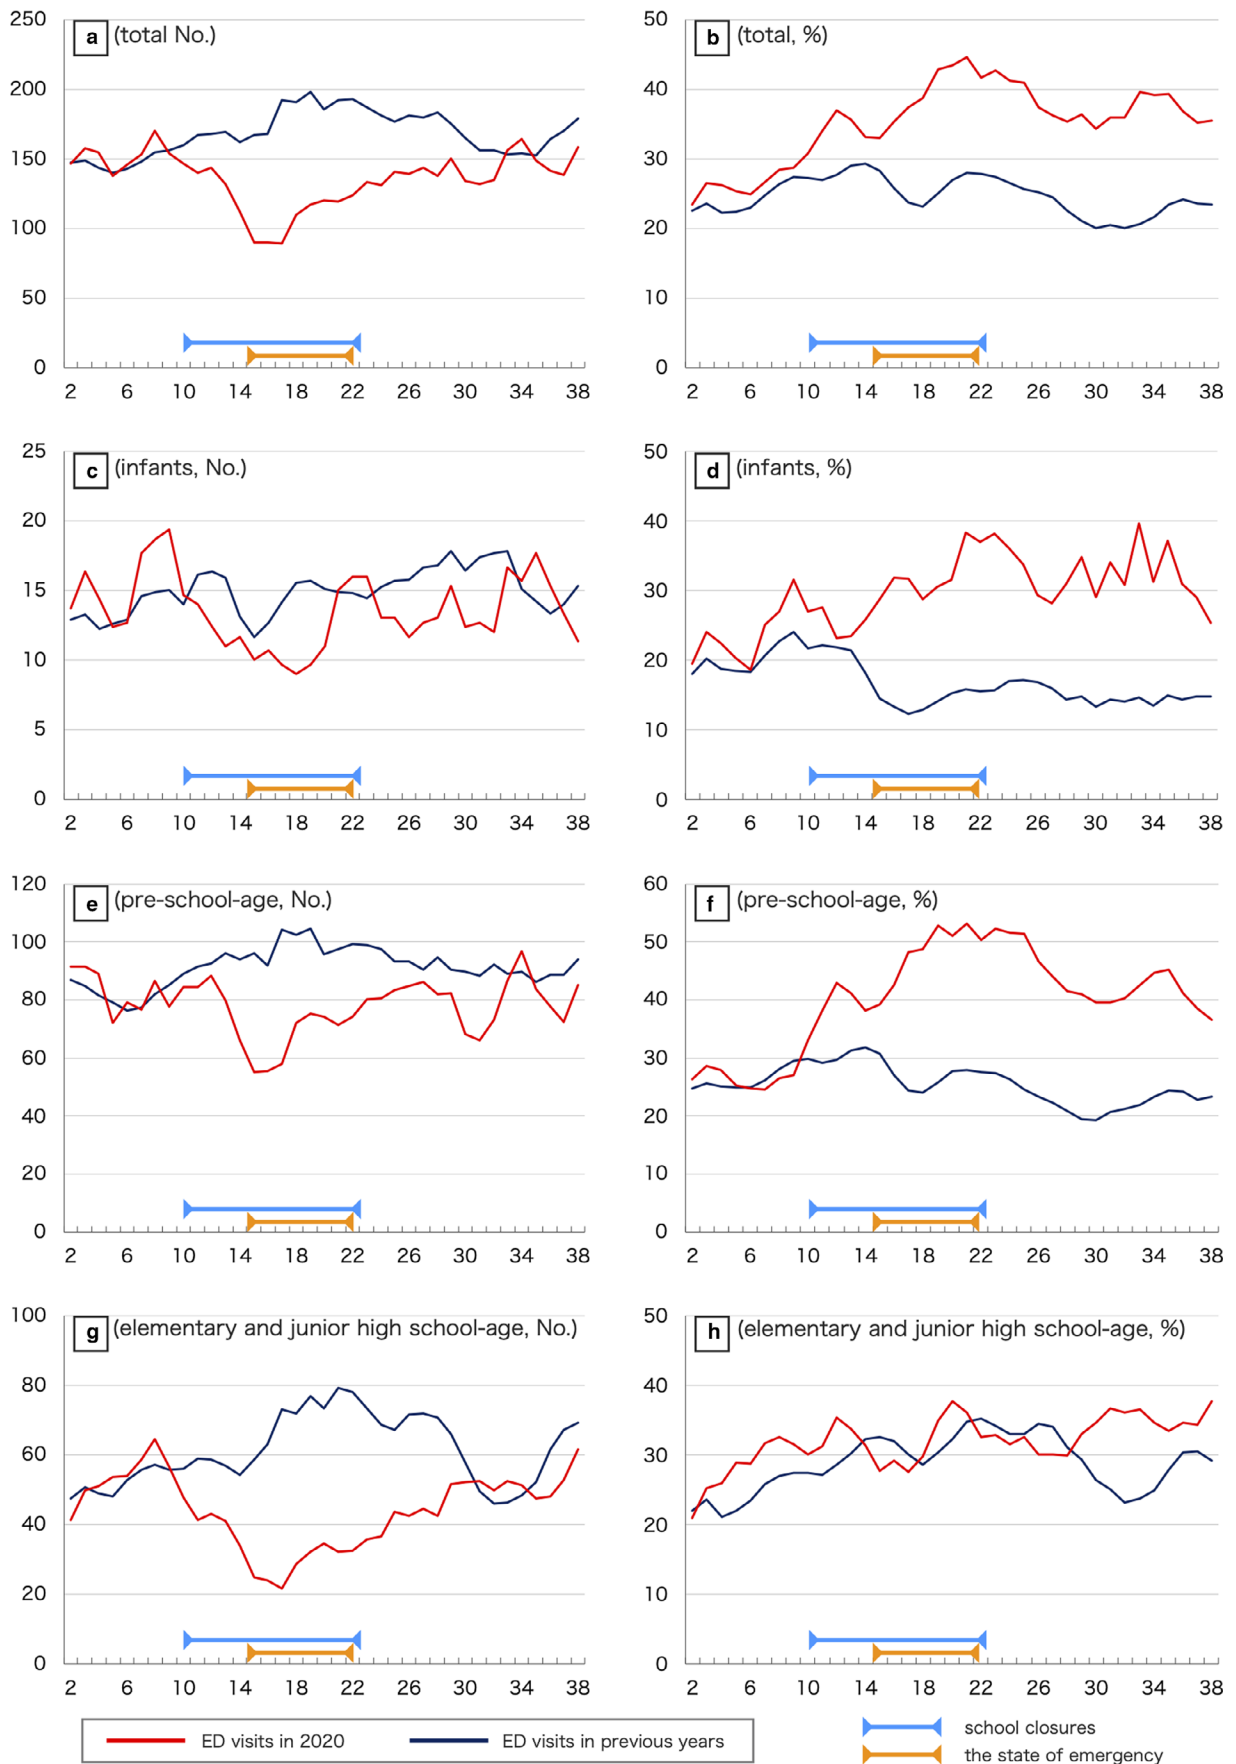 a (total No.)
250
200
150
100
50
0
2 6 10 14 18 22 26 30 34 38
b (total, %)
50
40
30
20
10
0
2 6 10 14 18 22 26 30 34 38
c (infants, No.)
25
20
15
10
5
0
2 6 10 14 18 22 26 30 34 38
d (infants, %)
50
40
30
20
10
0
2 6 10 14 18 22 26 30 34 38
e (pre-school-age, No.)
120
100
80
60
40
20
0
2 6 10 14 18 22 26 30 34 38
f (pre-school-age, %)
60
50
40
30
20
10
0
2 6 10 14 18 22 26 30 34 38
g (elementary and junior high school-age, No.)
100
80
60
40
20
0
2 6 10 14 18 22 26 30 34 38
h (elementary and junior high school-age, %)
50
40
30
20
10
0
2 6 10 14 18 22 26 30 34 38
ED visits in 2020 ED visits in previous years
school closures
the state of emergency